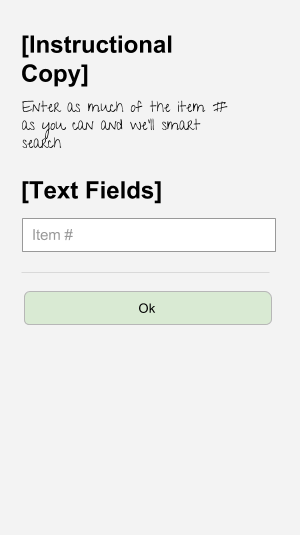 [Instructional
Copy]
Enter as much of the item #
as you can and we'll smart
search
[Text Fields]
Item #
Ok